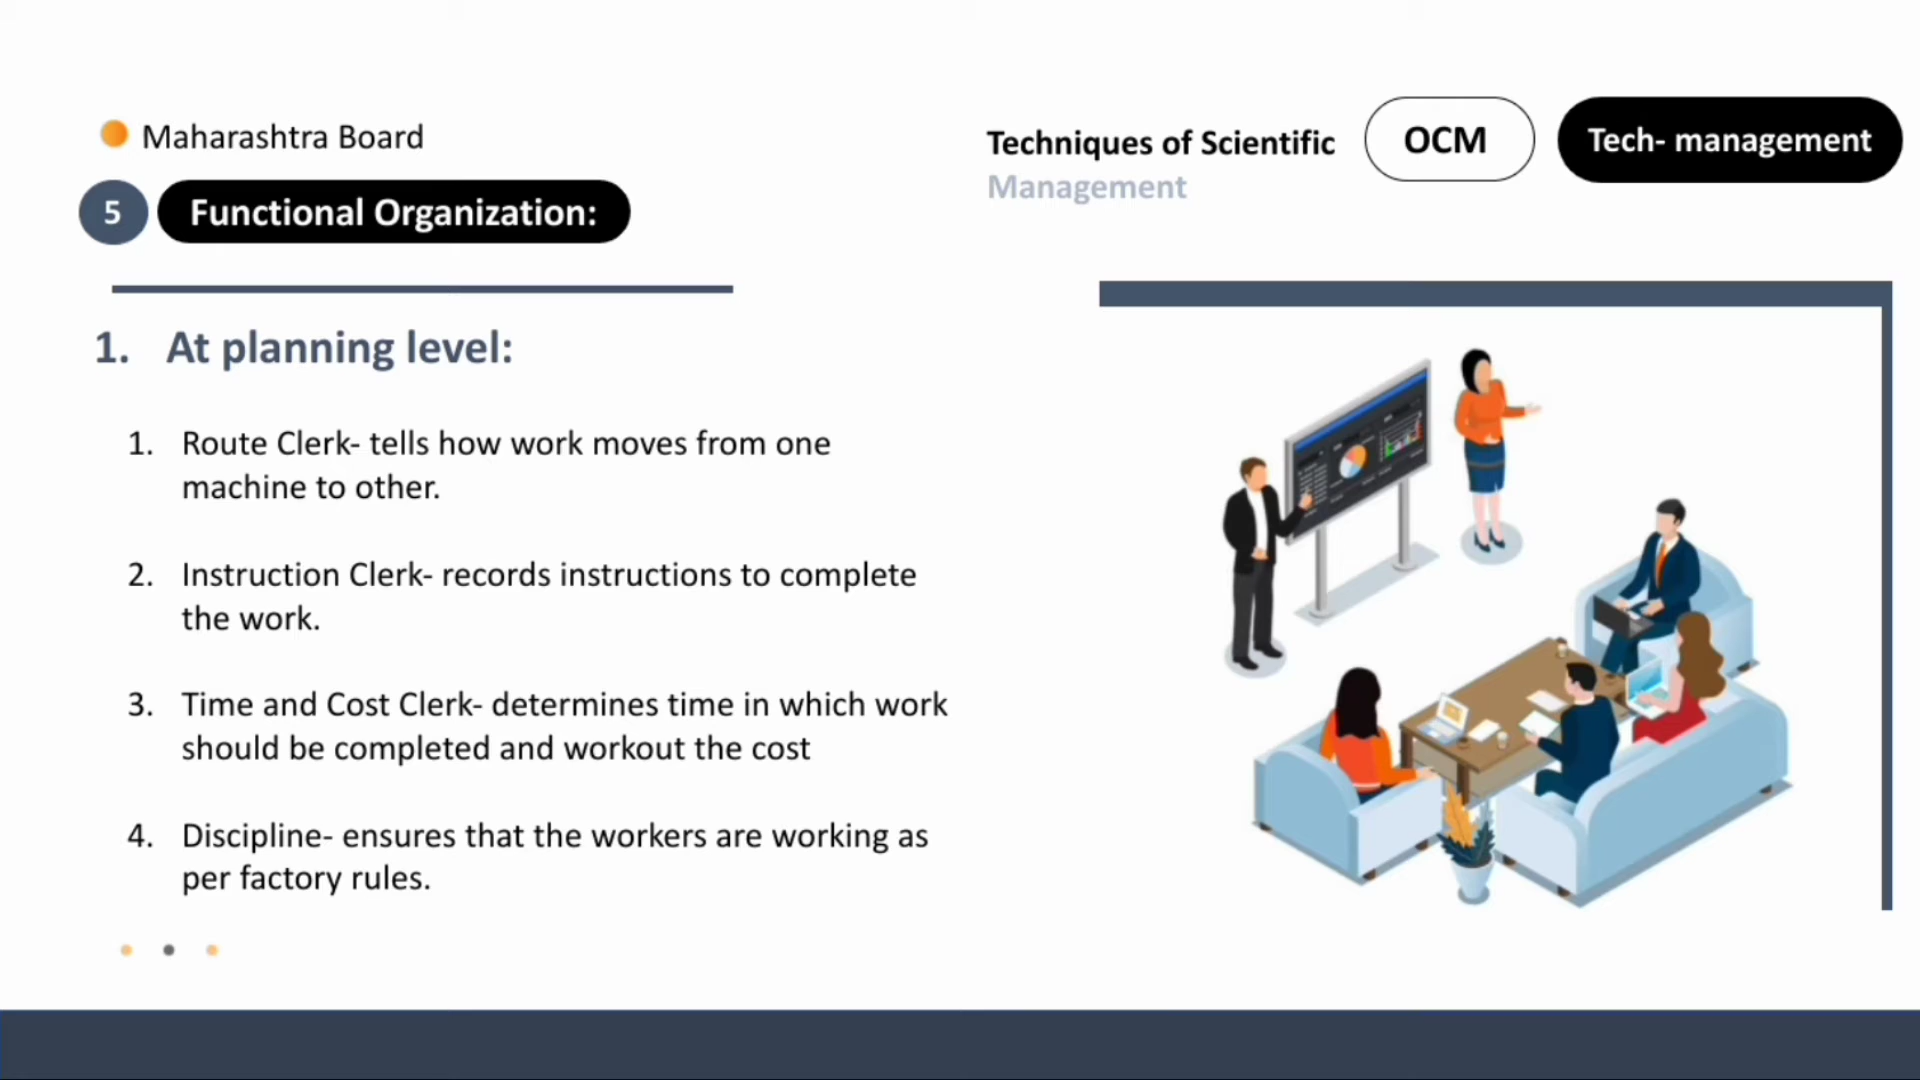 Maharashtra Board
Techniques of Scientific
Management
OCM
Tech- management
5
Functional Organization:
1. At planning level:
1. Route Clerk- tells how work moves from one
machine to other.
2. Instruction Clerk- records instructions to complete
the work.
3. Time and Cost Clerk- determines time in which work
should be completed and workout the cost
4. Discipline- ensures that the workers are working as
per factory rules.